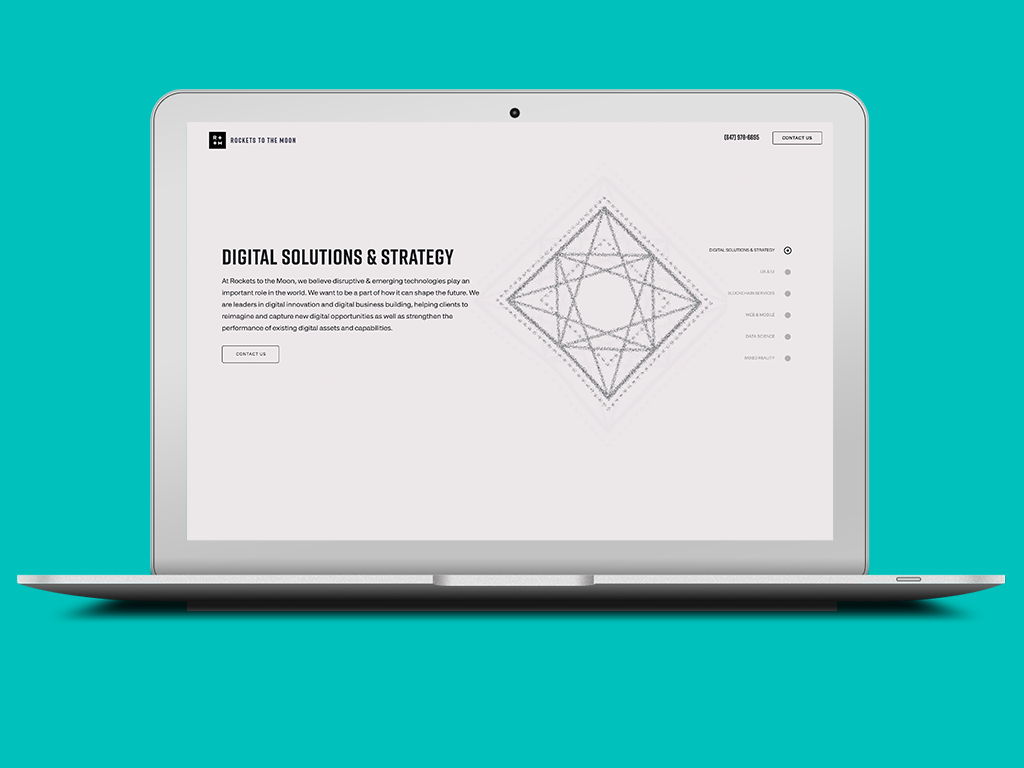 R
M
ROCKETS TO THE MOON
(647) 978-6695
CONTACT US
DIGITAL SOLUTIONS & STRATEGY
At Rockets to the Moon, we believe disruptive & emerging technologies play an
important role in the world. We want to be a part of how it can shape the future. We
are leaders in digital innovation and digital business building, helping clients to
reimagine and capture new digital opportunities as well as strengthen the
performance of existing digital assets and capabilities.
CONTACT US
DIGITAL SOLUTIONS & STRATEGY
UX & UI
BLOCKCHAIN SERVICES
WEB & MOBILE
DATA SCIENCE
MIXED REALITY